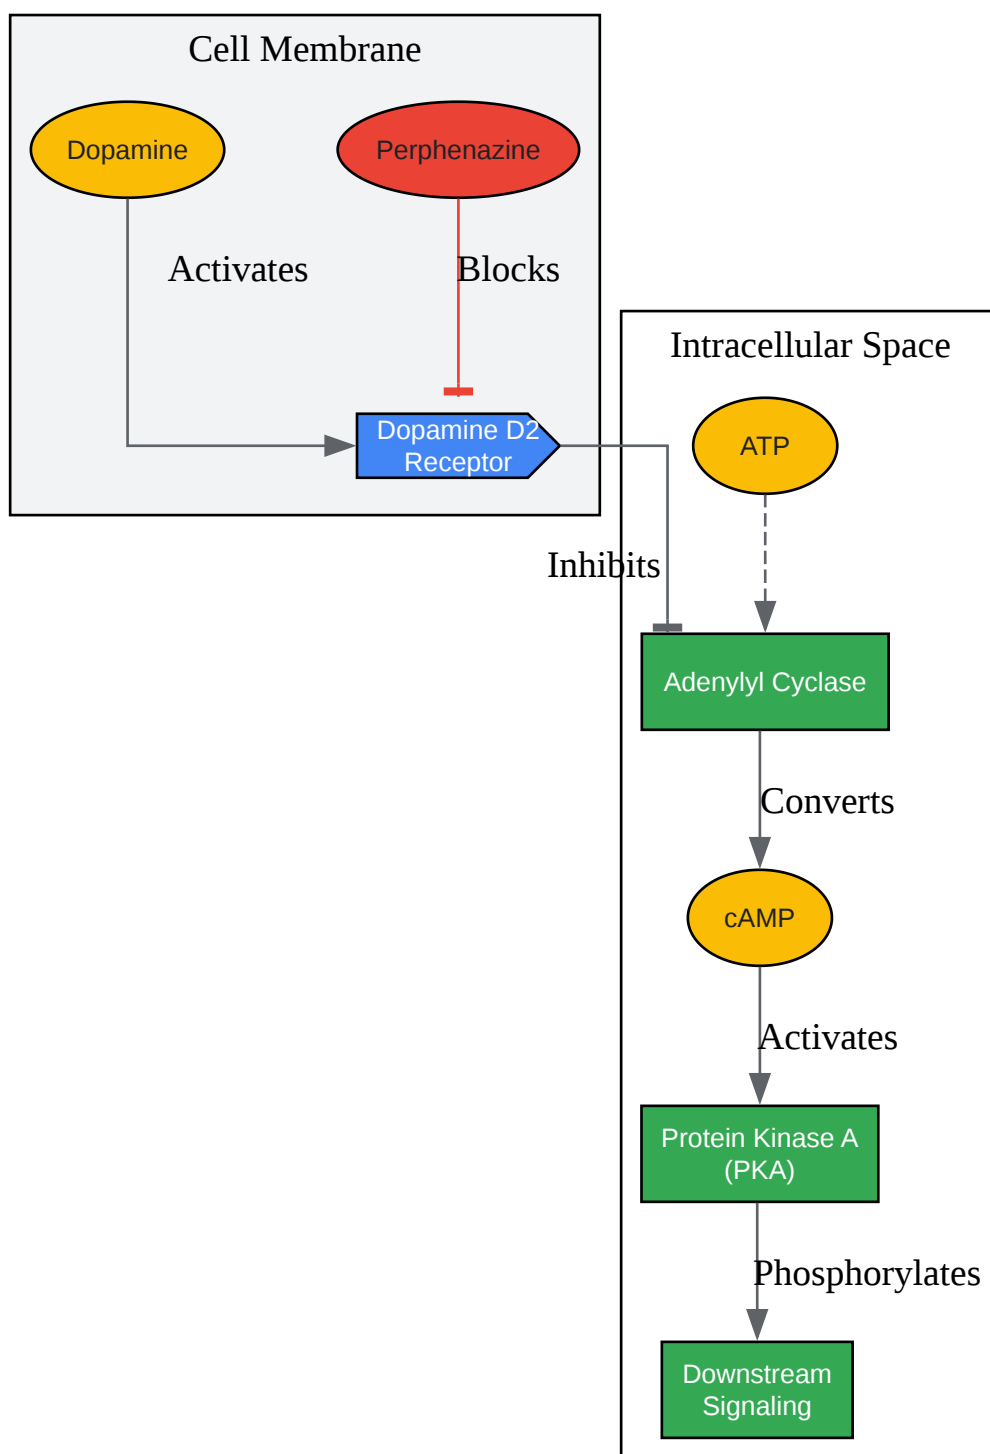 Cell Membrane
Dopamine
Perphenazine
Activates
Blocks
Dopamine D2
Receptor
Intracellular Space
ATP
Inhibits
Adenylyl Cyclase
Converts
cAMP
Activates
Protein Kinase A
(PKA)
Phosphorylates
Downstream
Signaling